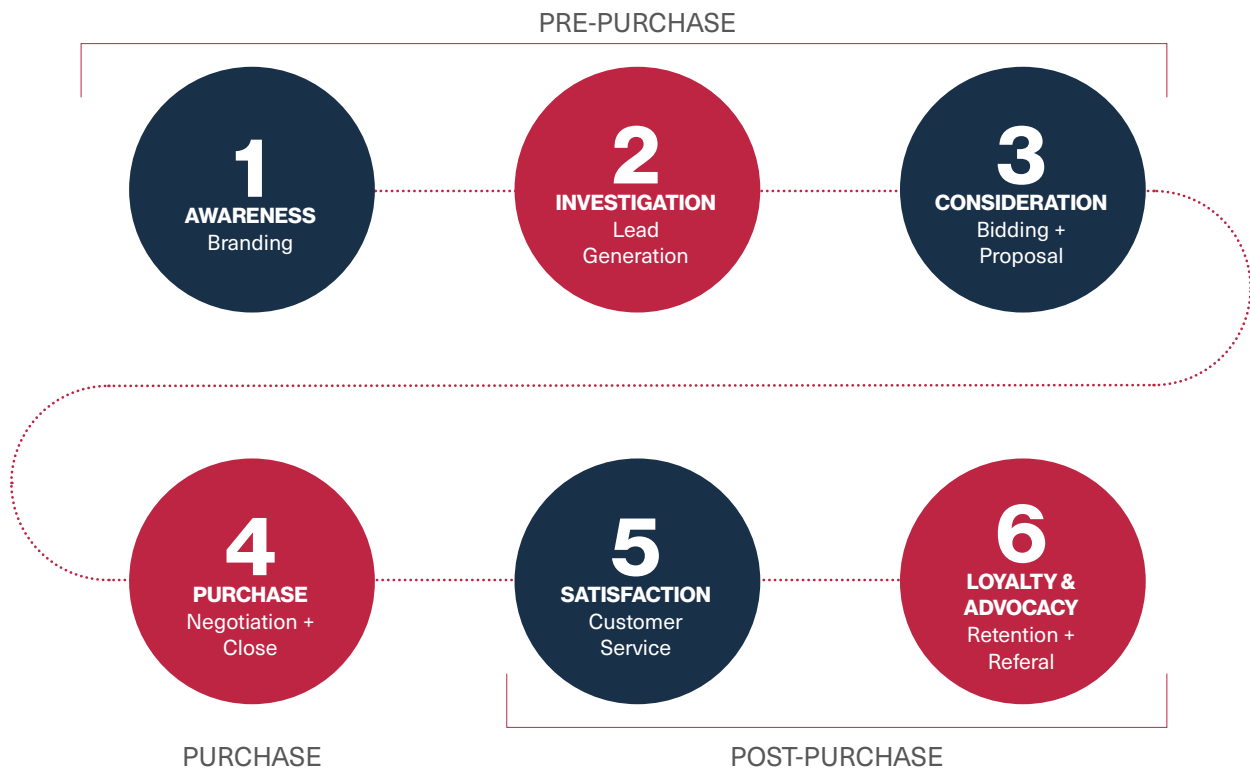 PRE-PURCHASE
1
AWARENESS
Branding
2
INVESTIGATION
Lead
Generation
3
CONSIDERATION
Bidding +
Proposal
4
PURCHASE
Negotiation +
Close
5
SATISFACTION
Customer
Service
6
LOYALTY &
ADVOCACY
Retention +
Referal
PURCHASE
POST-PURCHASE